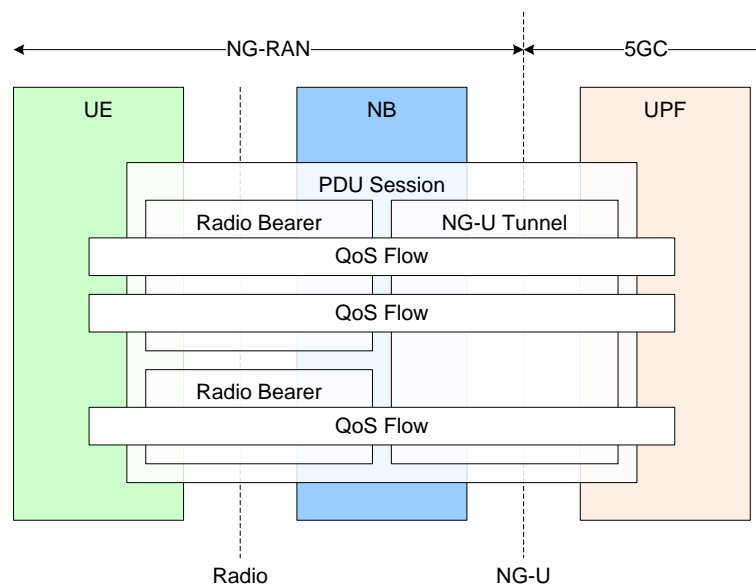 NG-RAN
5GC
UE
NB
UPF
PDU Session
Radio Bearer
NG-U Tunnel
QoS Flow
QoS Flow
Radio Bearer
QoS Flow
Radio
NG-U